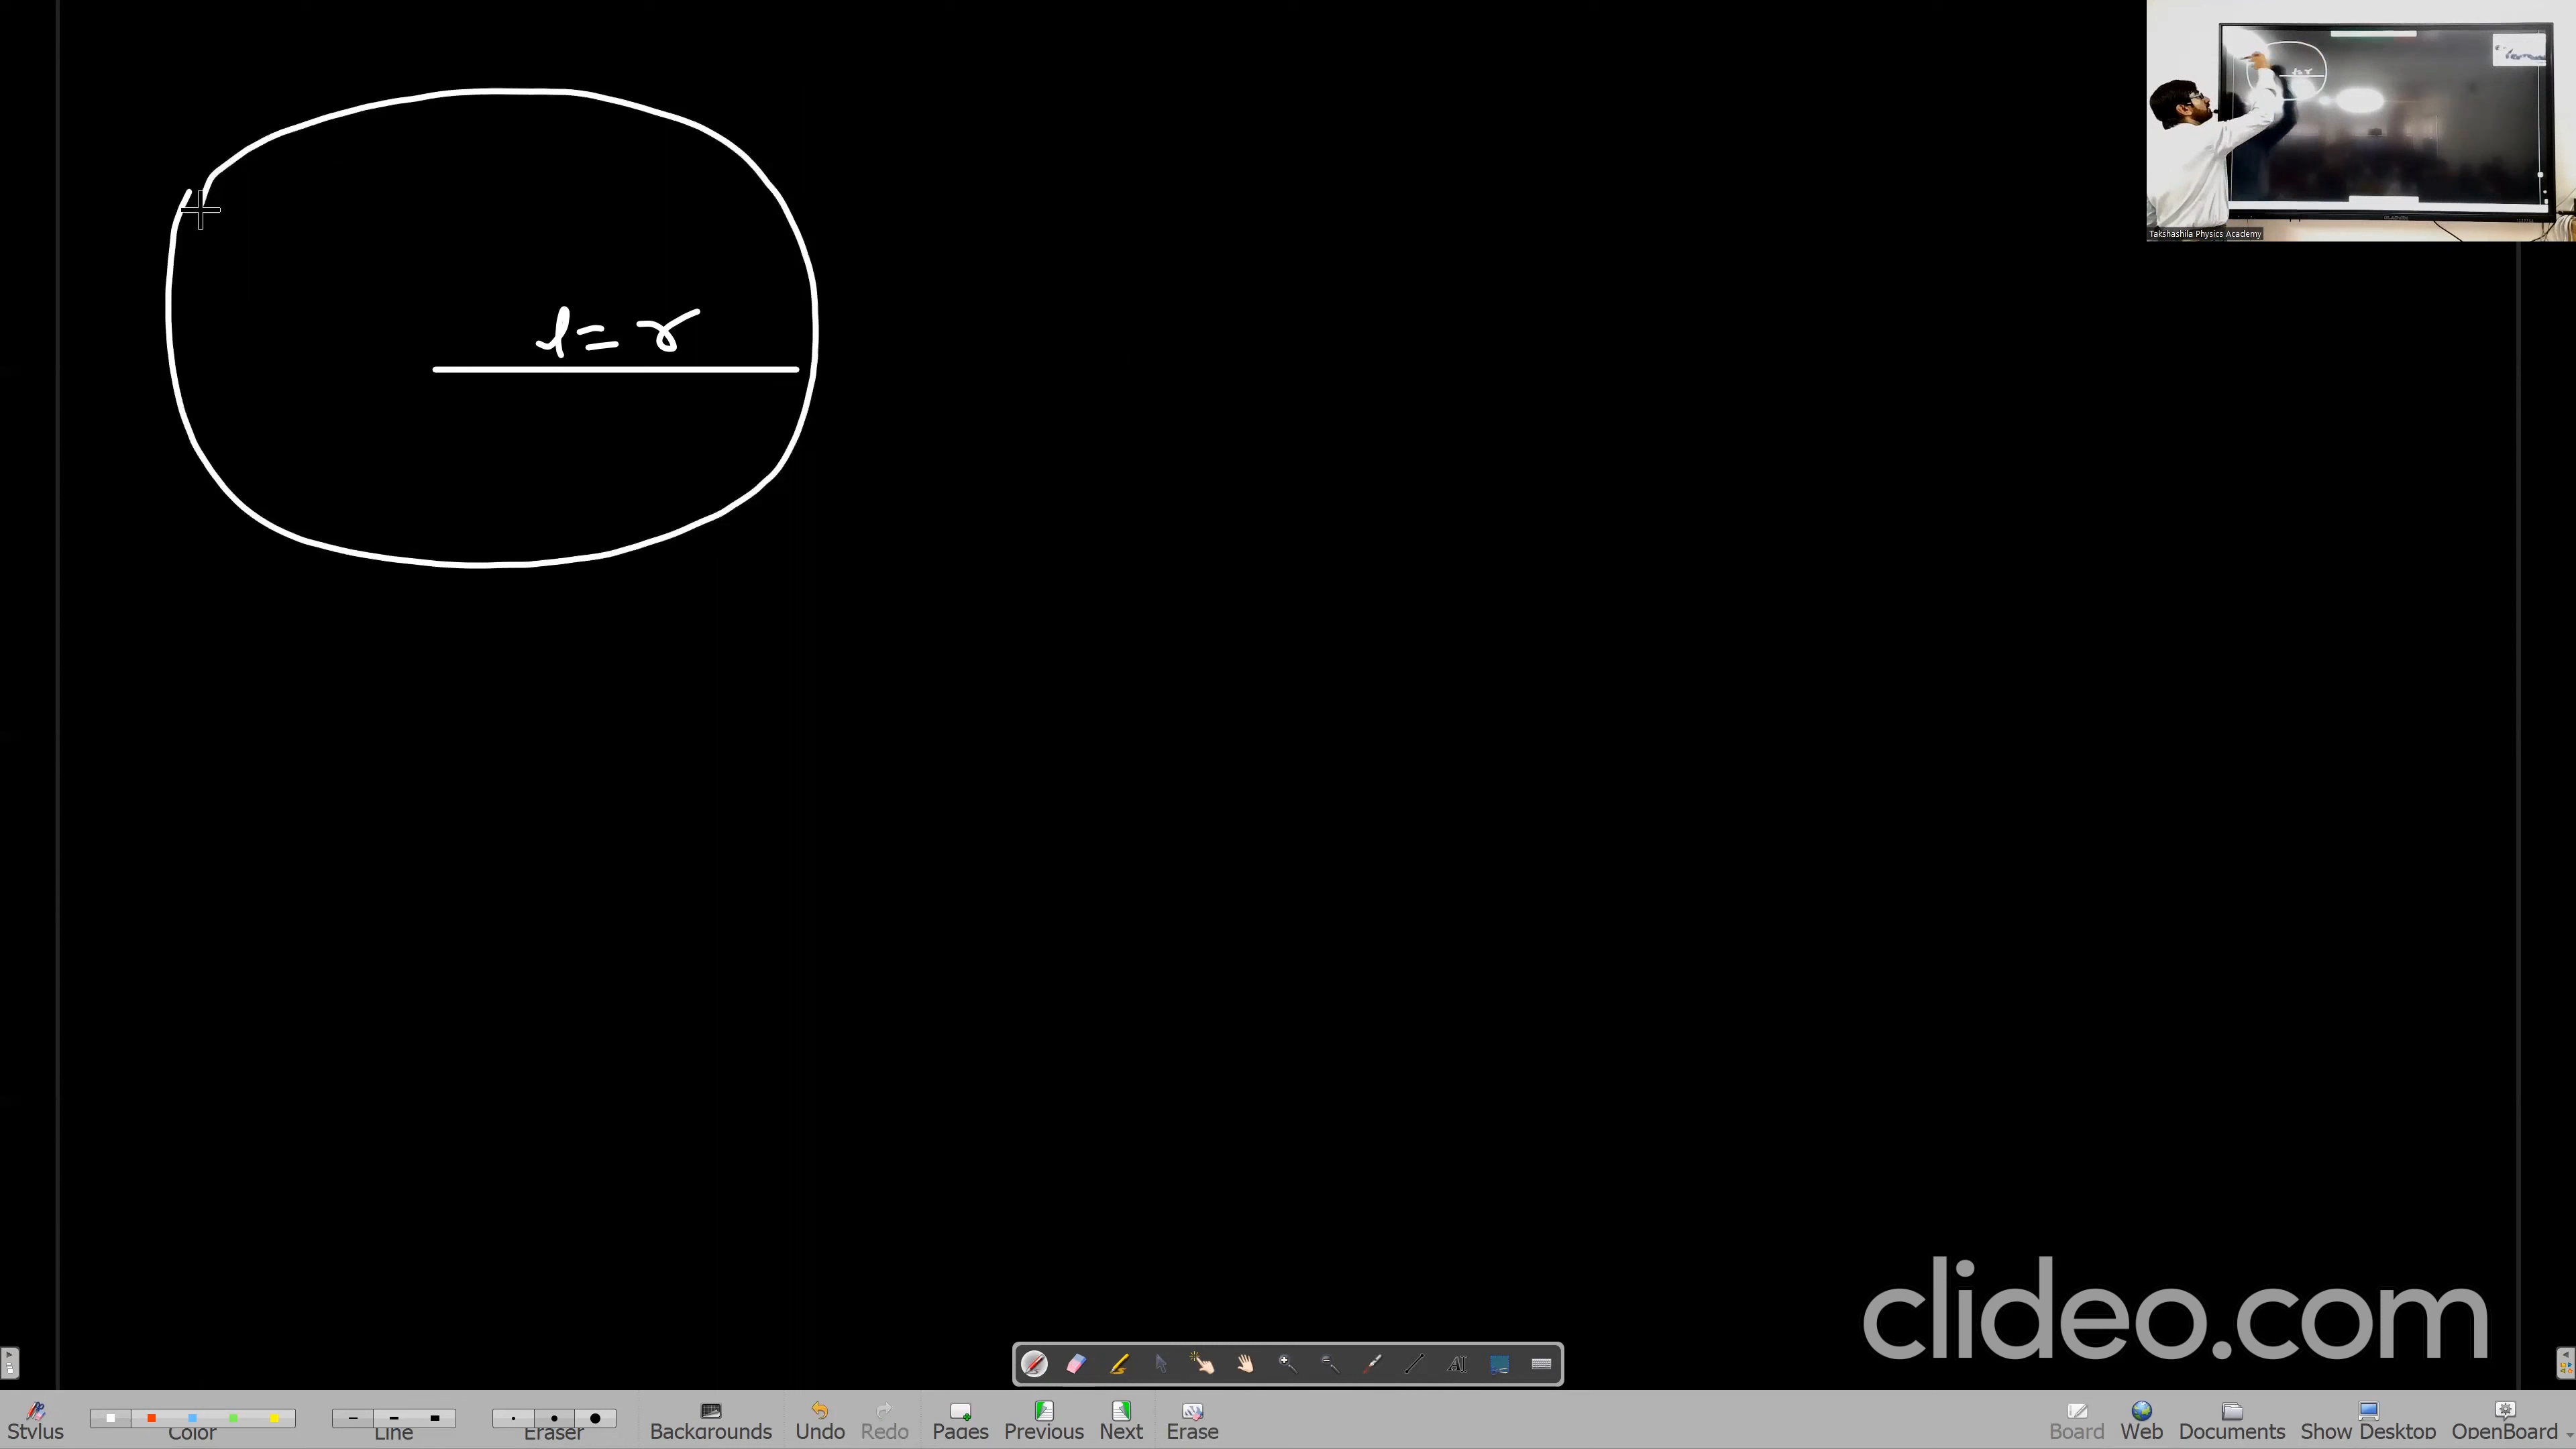 l = r
Takshashila Physics Academy
clideo.com
Stylus
Color
Line
Eraser
Backgrounds
Undo
Redo
Pages
Previous
Next
Erase
Board
Web
Documents
Show Desktop
OpenBoard